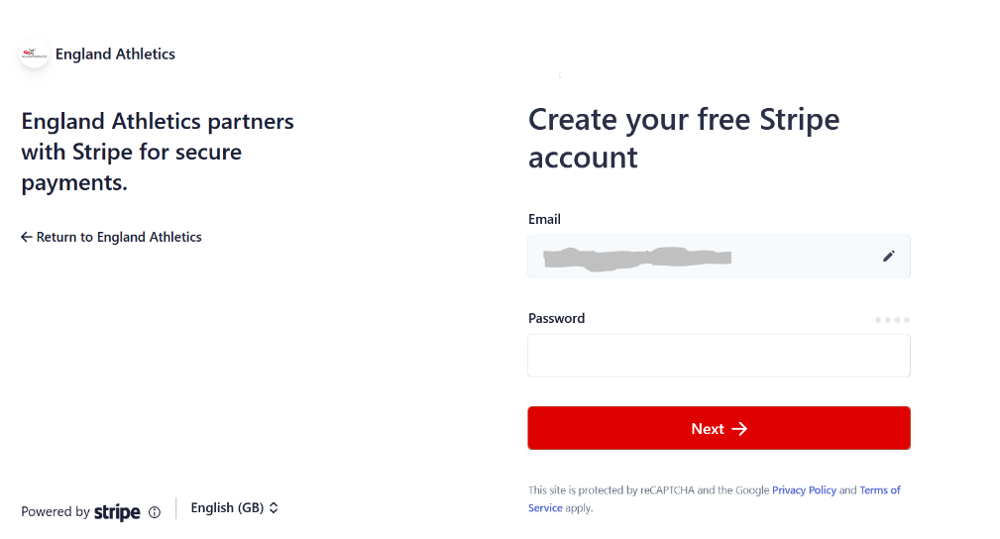 England Athletics
England Athletics partners
with Stripe for secure
payments.
← Return to England Athletics
Powered by stripe
English (GB)
Create your free Stripe
account
Email
Password
Next →
This site is protected by reCAPTCHA and the Google Privacy Policy and Terms of
Service apply.